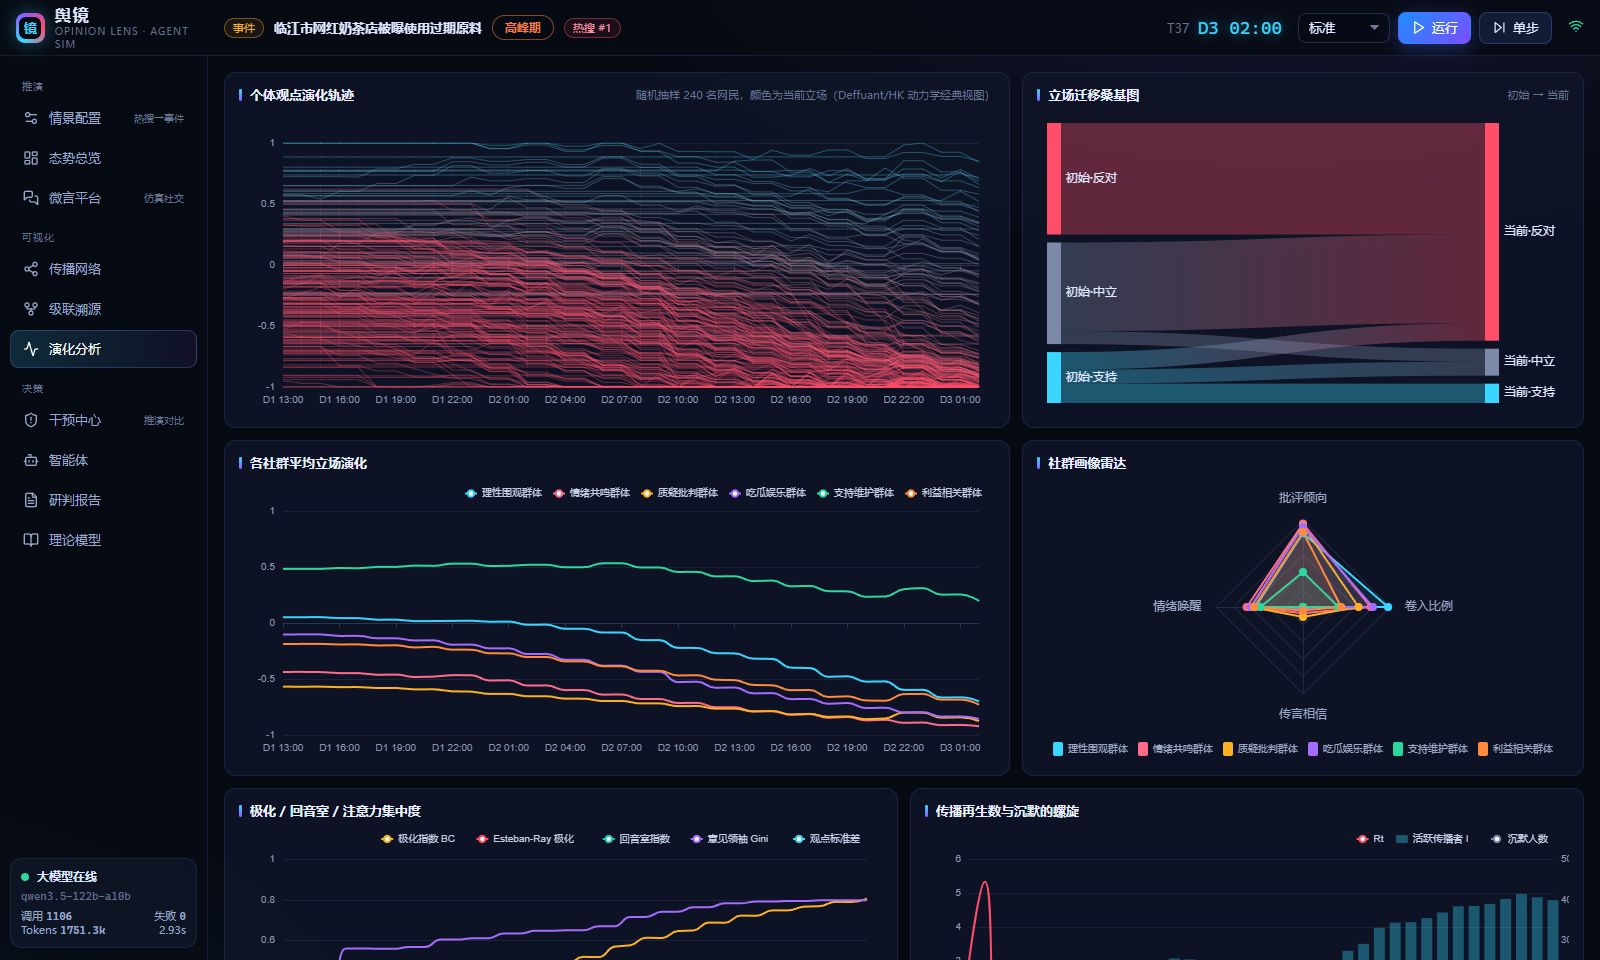 镜
舆镜
OPINION LENS · AGENT
SIM
事件
临江市网红奶茶店被曝使用过期原料
高峰期
热搜 #1
T37
D3 02:00
标准
运行
单步
推演
情景配置
热搜→事件
态势总览
微言平台
仿真社交
可视化
传播网络
级联溯源
演化分析
决策
干预中心
推演对比
智能体
研判报告
理论模型
大模型在线
qwen3.5-122b-a10b
调用 1106
失败 0
Tokens 1751.3k
2.93s
个体观点演化轨迹
随机抽样 240 名网民，颜色为当前立场（Deffuant/HK 动力学经典视图）
1
0.5
0
-0.5
-1
D1 13:00 D1 16:00 D1 19:00 D1 22:00 D2 01:00 D2 04:00 D2 07:00 D2 10:00 D2 13:00 D2 16:00 D2 19:00 D2 22:00 D3 01:00
立场迁移桑基图
初始 → 当前
初始-反对
初始-中立
初始-支持
当前-反对
当前-中立
当前-支持
各社群平均立场演化
理性围观群体 情绪共鸣群体 质疑批判群体 吃瓜娱乐群体 支持维护群体 利益相关群体
1
0.5
0
-0.5
-1
D1 13:00 D1 16:00 D1 19:00 D1 22:00 D2 01:00 D2 04:00 D2 07:00 D2 10:00 D2 13:00 D2 16:00 D2 19:00 D2 22:00 D3 01:00
社群画像雷达
批评倾向
情绪唤醒
卷入比例
传言相信
理性围观群体 情绪共鸣群体 质疑批判群体 吃瓜娱乐群体 支持维护群体 利益相关群体
极化 / 回音室 / 注意力集中度
极化指数 BC Esteban-Ray 极化 回音室指数 意见领袖 Gini 观点标准差
1
0.8
0.6
传播再生数与沉默的螺旋
Rt 活跃传播者 I 沉默人数
6
5
4